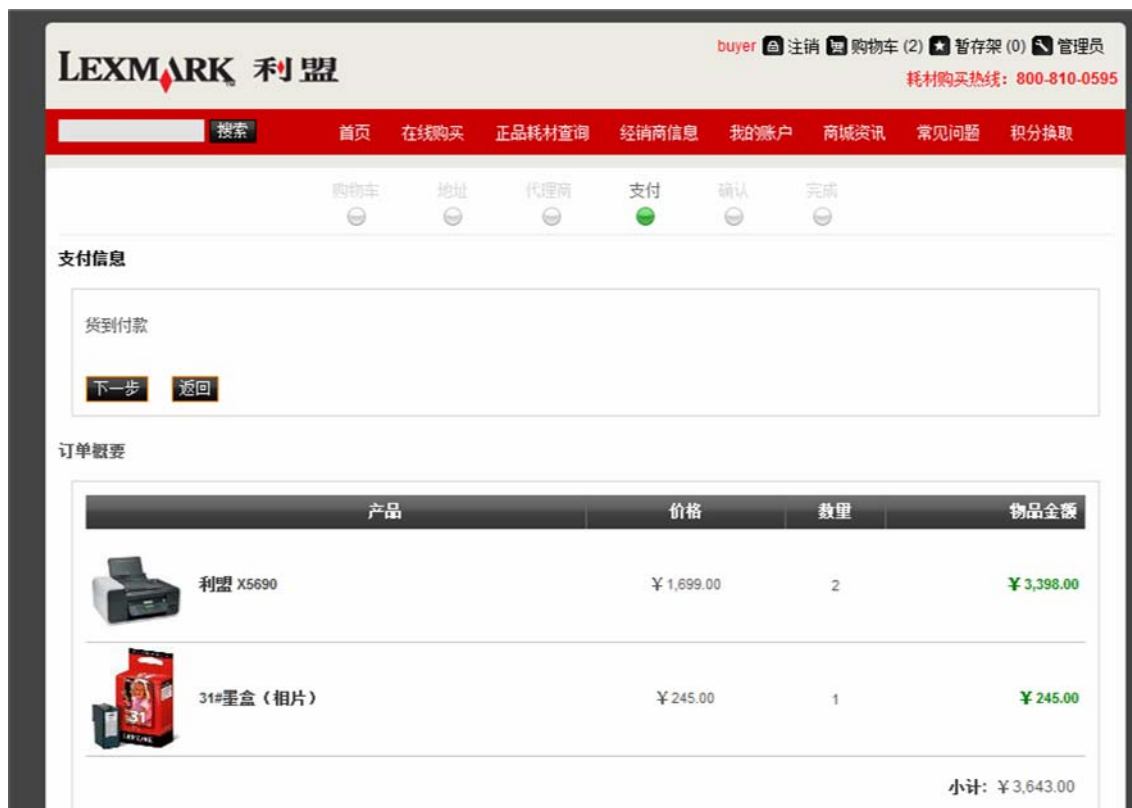 LEXMARK 利盟
buyer 注销 购物车 (2) 暂存架 (0) 管理员
耗材购买热线：800-810-0595
搜索 首页 在线购买 正品耗材查询 经销商信息 我的账户 商城资讯 常见问题 积分换取
购物车 地址 代理商 支付 确认 完成
支付信息
货到付款
下一步 返回
订单概要
产品 价格 数量 物品金额
利盟 X5690 ￥1,699.00 2 ￥3,398.00
31#墨盒（相片） ￥245.00 1 ￥245.00
31
LEXMARK
小计: ￥3,643.00